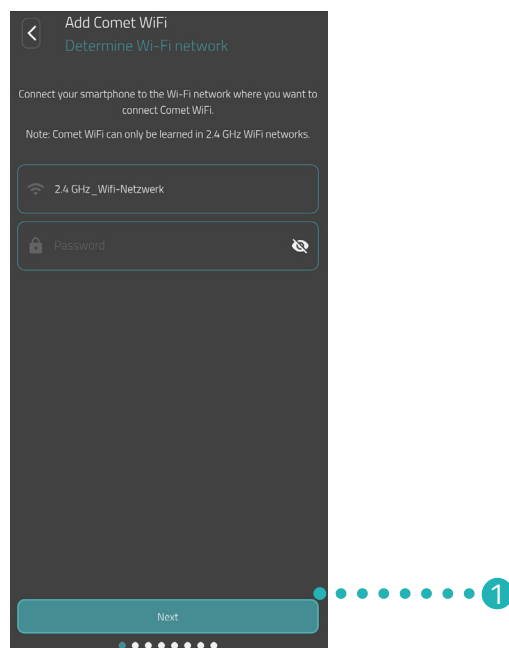 Add Comet WiFi
Determine Wi-Fi network
Connect your smartphone to the Wi-Fi network where you want to
connect Comet WiFi.
Note: Comet WiFi can only be learned in 2.4 GHz WiFi networks.
2.4 GHz_Wifi-Netzwerk
Password
Next
1